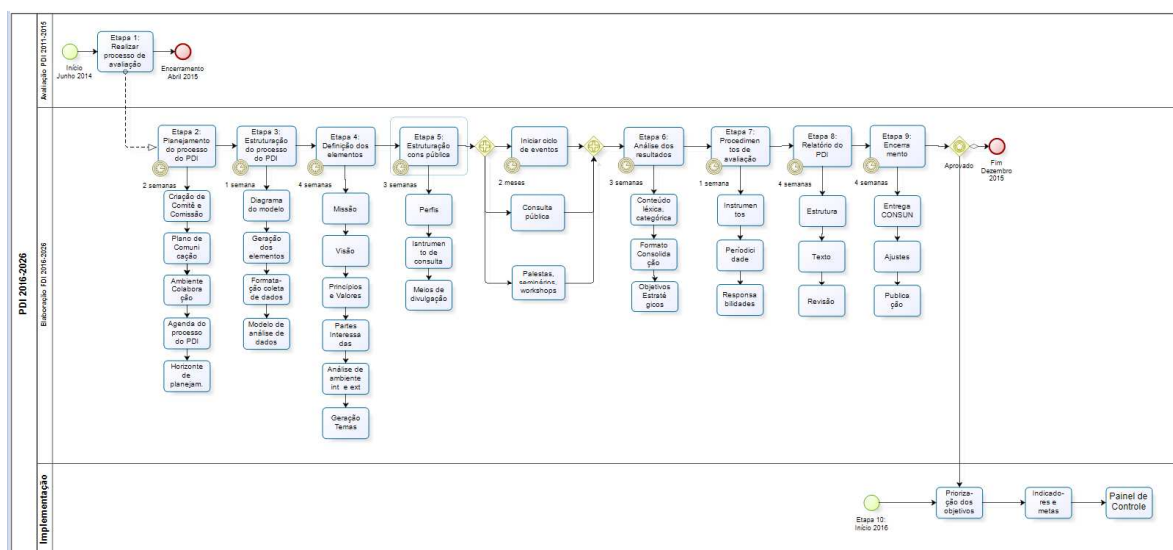 PDI 2016-2026
Avaliação PDI 2011-2015
Início
Junho 2014
Etapa 1:
Realizar
processo de
avaliação
Encerramento
Abril 2015
Elaboração PDI 2016-2026
Etapa 2:
Planejamento
do processo
do PDI
2 semanas
Criação de
Comitê e
Comissão
Plano de
Comuni
cação
Ambiente
Colabora
ção
Agenda do
processo
do PDI
Horizonte
de
planejam.
Etapa 3:
Estruturação
do processo
do PDI
1 semana
Diagrama
do modelo
Geração
dos
elementos
Formata-
ção coleta
de dados
Modelo de
análise de
dados
Etapa 4:
Definição dos
elementos
4 semanas
Missão
Visão
Princípios
e Valores
Partes
Interessa
das
Análise de
ambiente
int e ext
Geração
Temas
Etapa 5:
Estruturação
cons pública
3 semanas
Perfis
Isntrume
nto de
consulta
Meios de
divulgação
Iniciar ciclo
de eventos
2 meses
Consulta
pública
Palestas,
seminários,
workshops
Etapa 6:
Análise dos
resultados
3 semanas
Conteúdo
léxica,
categórica
Formato
Consolida
ção
Objetivos
Estraté
gicos
Etapa 7:
Procedimen
tos de
avaliação
1 semana
Instrumen
tos
Períodici
dade
Responsa
bilidades
Etapa 8:
Relatório do
PDI
4 semanas
Estrutura
Texto
Revisão
Etapa 9:
Encerra
mento
4 semanas
Entrega
CONSUN
Ajustes
Publica
ção
Aprovado
Fim
Dezembro
2015
Implementação
Etapa 10:
Início 2016
Prioriza-
ção dos
objetivos
Indicado-
res e
metas
Painel de
Controle